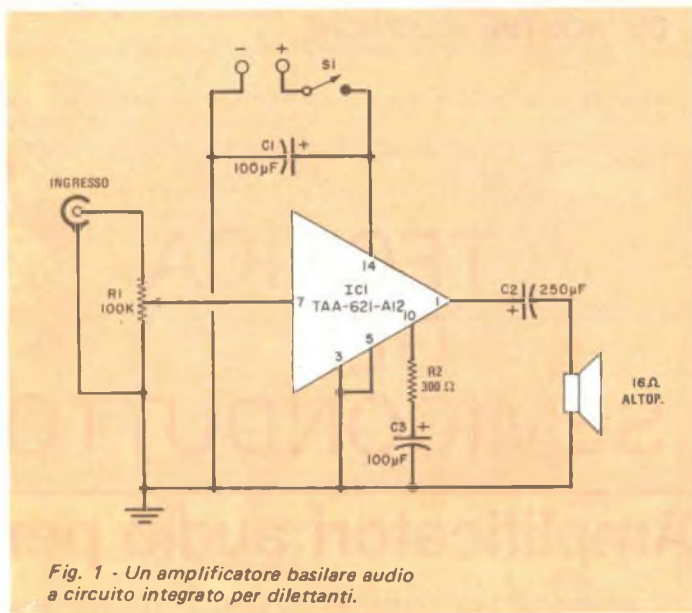 - +
S1
C1 +
100µF
INGRESSO
R1
100K
14
IC1
TAA-621-A12
7
1
10
5
3
C2 250µF
+
R2
300 Ω
C3 +
100µF
16Ω
ALTOP.
Fig. 1 - Un amplificatore basilare audio
a circuito integrato per dilettanti.